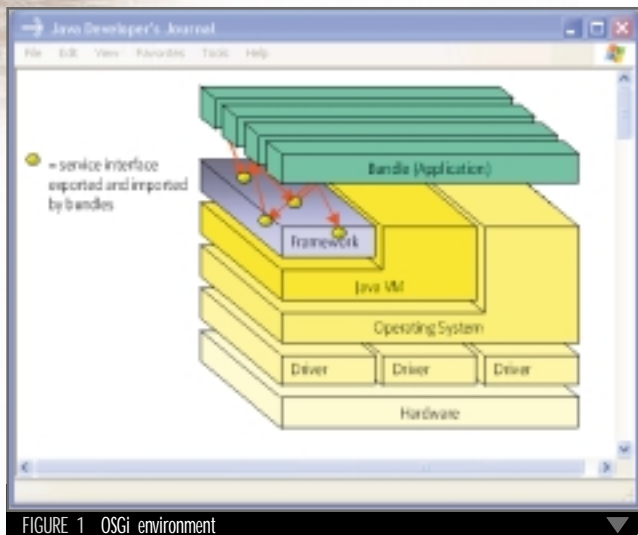 Java Developer's Journal
File Edit View Favorites Tools Help
= service interface
exported and imported
by bundles
Bundle (Application)
Framework
Java VM
Operating System
Driver Driver Driver
Hardware
FIGURE 1 OSGi environment